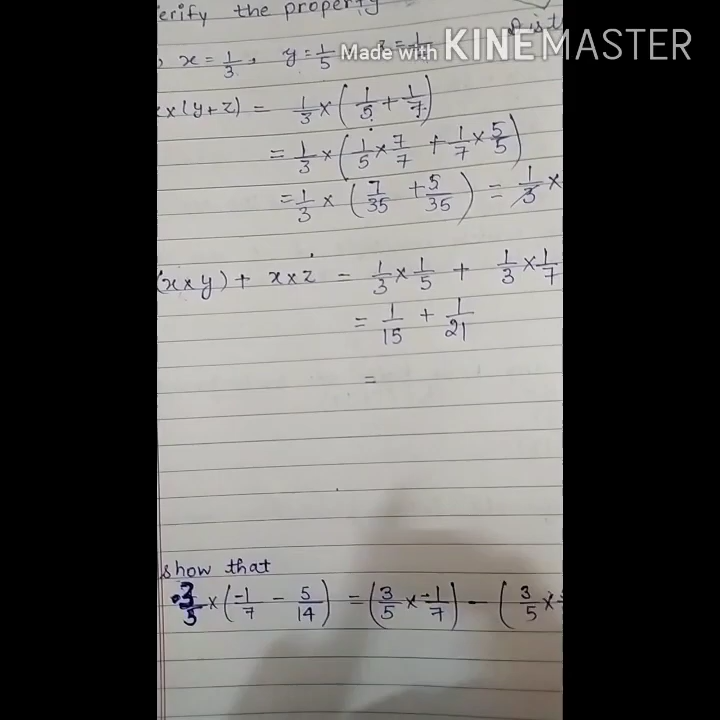 erify the property
Made with KINEMASTER
, x = 1/3, y = 1/5
x(y+z) = 1/3 × (1/5 + 1/7)
= 1/3 × (1/5 × 7/7 + 1/7 × 5/5)
= 1/3 × (7/35 + 5/35) = 1/3 ×
(x×y) + x×z = 1/3 × 1/5 + 1/3 × 1/7
= 1/15 + 1/21
=
show that
3/5 × (-1/7 - 5/14) = (3/5 × -1/7) - (3/5 ×